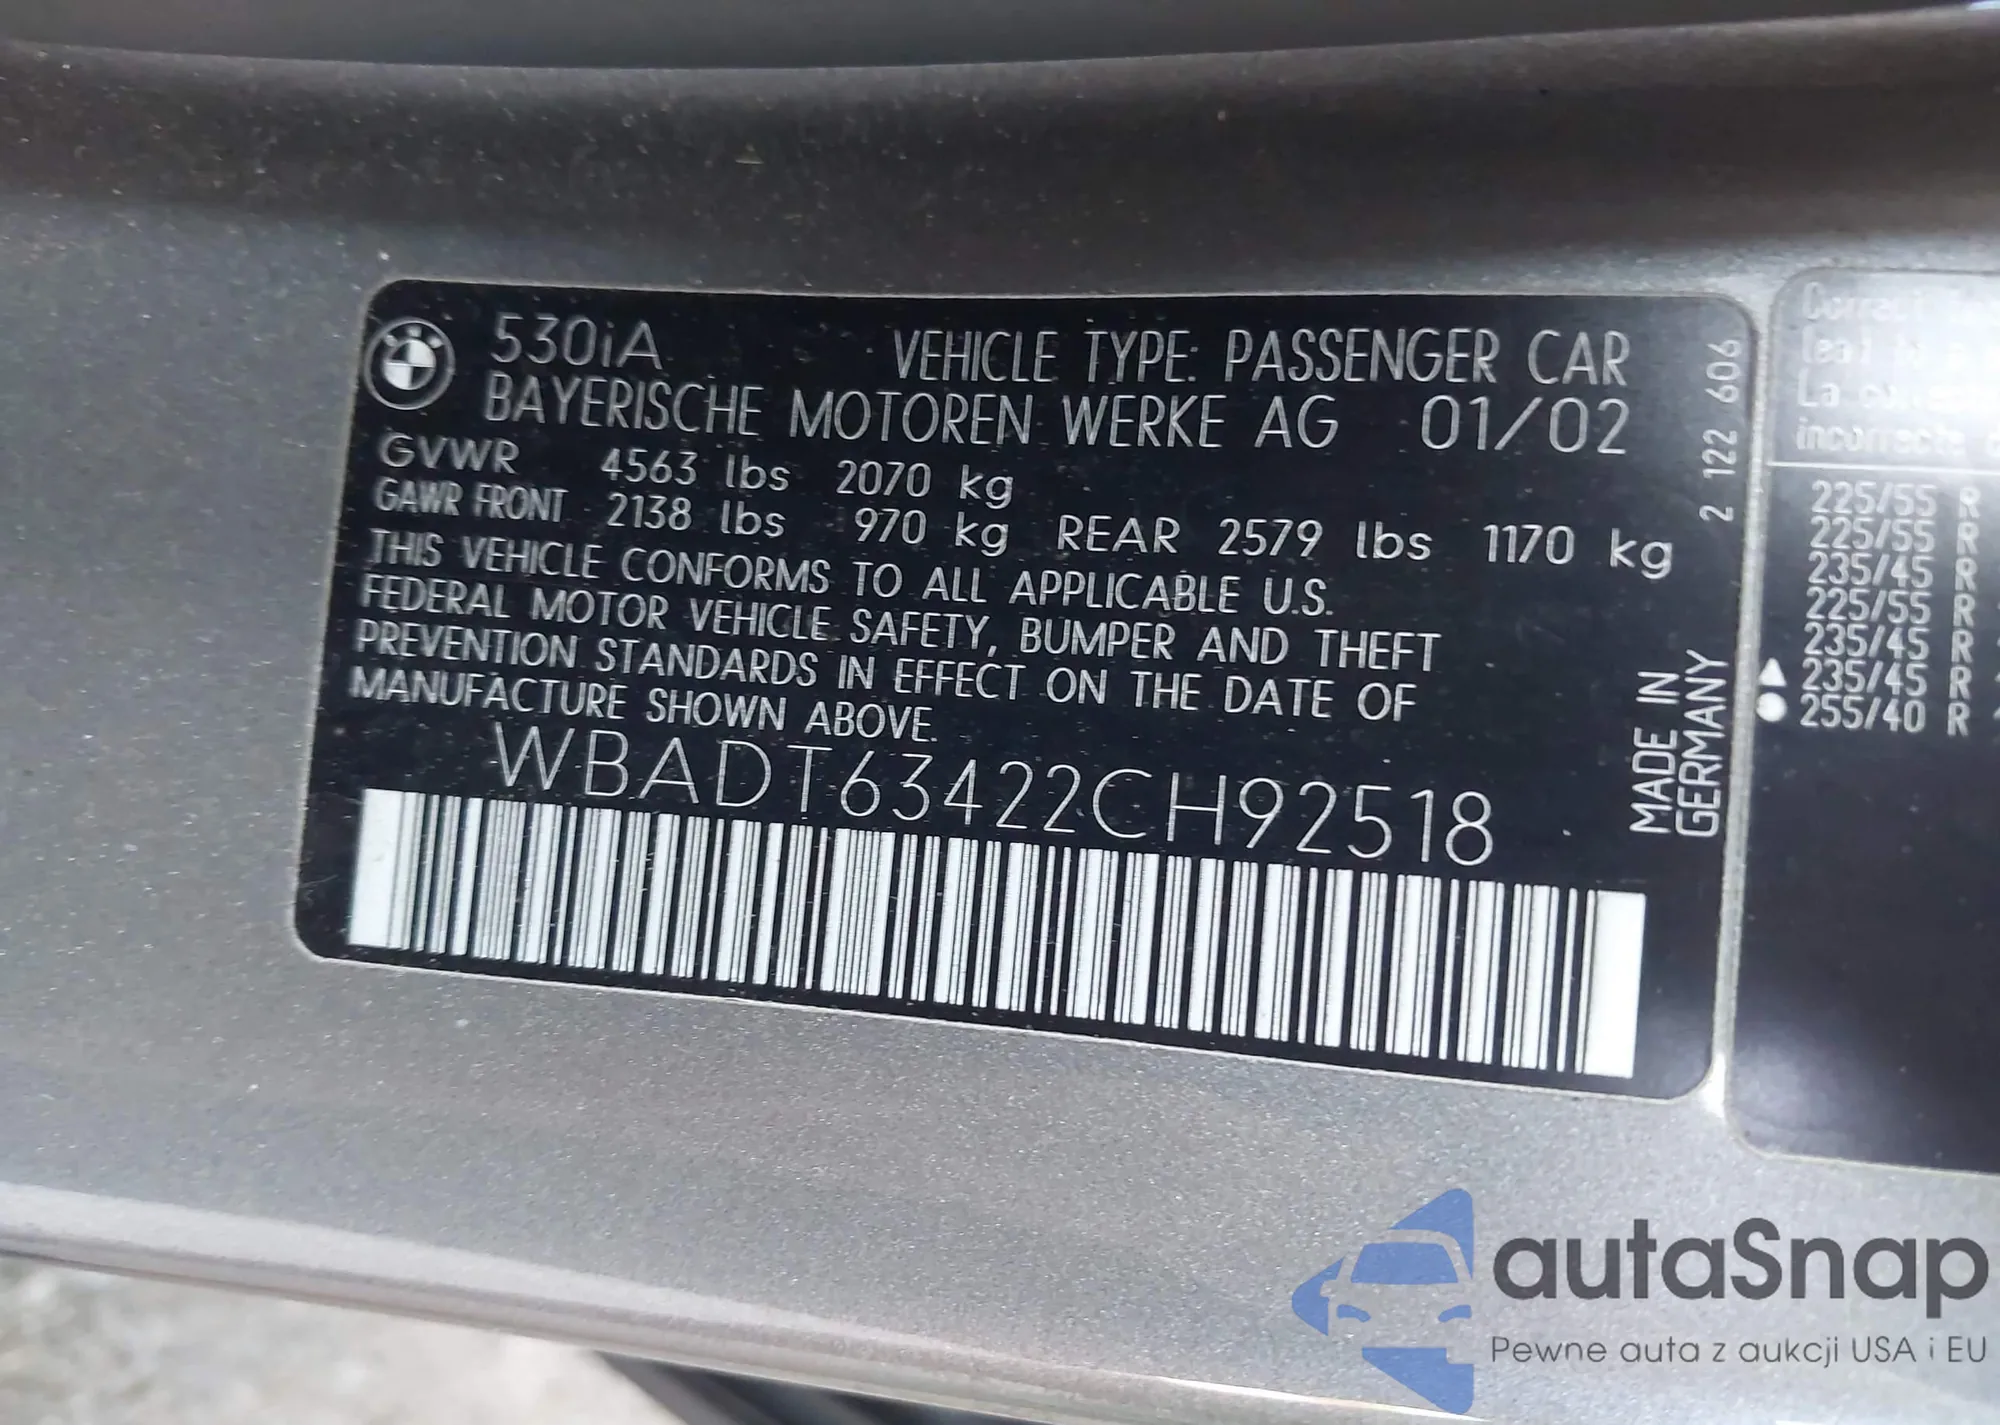 530iA VEHICLE TYPE: PASSENGER CAR
BAYERISCHE MOTOREN WERKE AG 01/02
GVWR 4563 lbs 2070 kg
GAWR FRONT 2138 lbs 970 kg REAR 2579 lbs 1170 kg
THIS VEHICLE CONFORMS TO ALL APPLICABLE U.S.
FEDERAL MOTOR VEHICLE SAFETY, BUMPER AND THEFT
PREVENTION STANDARDS IN EFFECT ON THE DATE OF
MANUFACTURE SHOWN ABOVE.
WBADT63422CH92518
2 122 606
MADE IN
GERMANY
La
225/55 R
225/55 R
235/45 R
225/55 R
235/45 R
235/45 R
255/40 R
autaSnap
Pewne auta z aukcji USA i EU